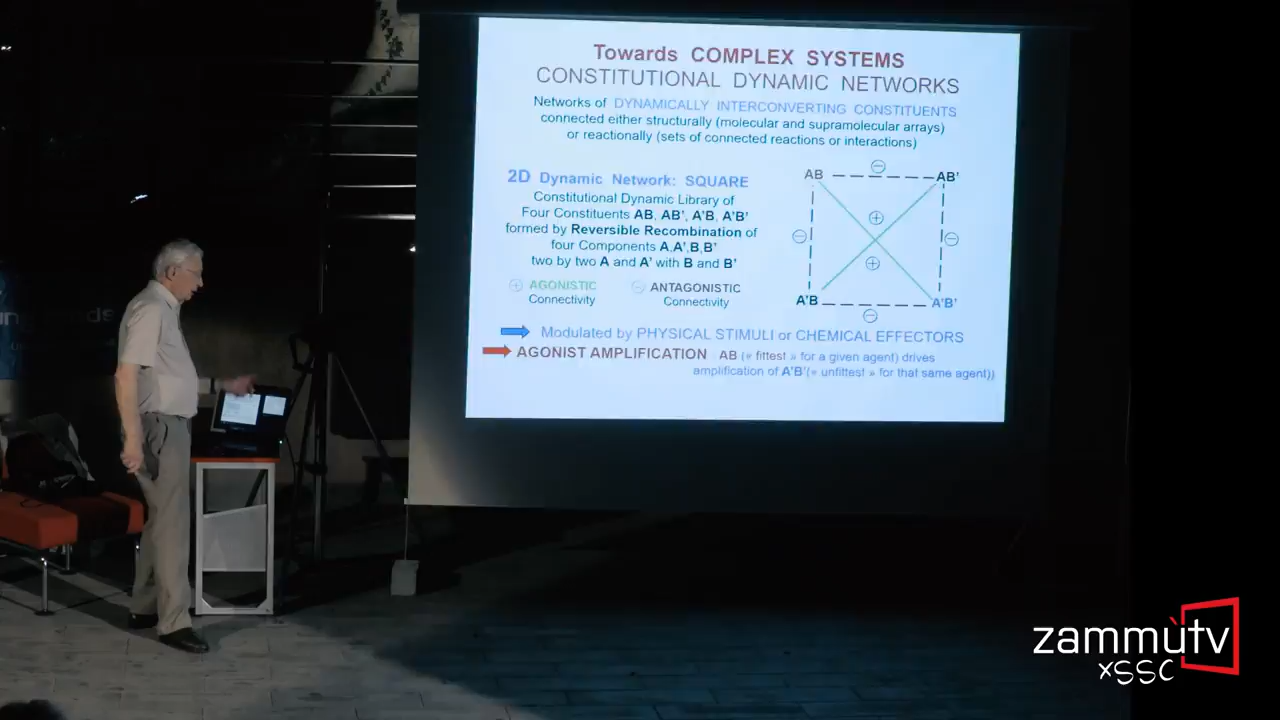 Towards COMPLEX SYSTEMS
CONSTITUTIONAL DYNAMIC NETWORKS
Networks of DYNAMICALLY INTERCONVERTING CONSTITUENTS
connected either structurally (molecular and supramolecular arrays)
or reactionally (sets of connected reactions or interactions)
2D Dynamic Network: SQUARE
Constitutional Dynamic Library of
Four Constituents AB, AB', A'B, A'B'
formed by Reversible Recombination of
four Components A,A',B,B'
two by two A and A' with B and B'
+ AGONISTIC
Connectivity
− ANTAGONISTIC
Connectivity
AB − AB'
− + −
+
A'B − A'B'
Modulated by PHYSICAL STIMULI or CHEMICAL EFFECTORS
AGONIST AMPLIFICATION AB (« fittest » for a given agent) drives
amplification of A'B'(« unfittest » for that same agent))
zammùtv
xSSC